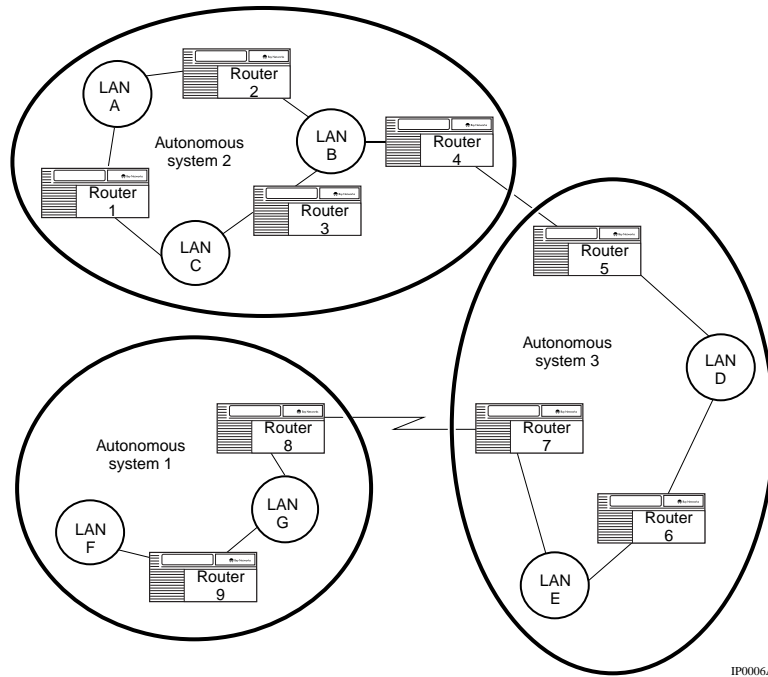 LAN
A
Router
2
Autonomous
system 2
LAN
B
Router
4
Router
1
Router
3
LAN
C
Router
5
Autonomous
system 3
LAN
D
Router
8
Router
7
Autonomous
system 1
LAN
G
LAN
F
Router
6
Router
9
LAN
E
IP0006A